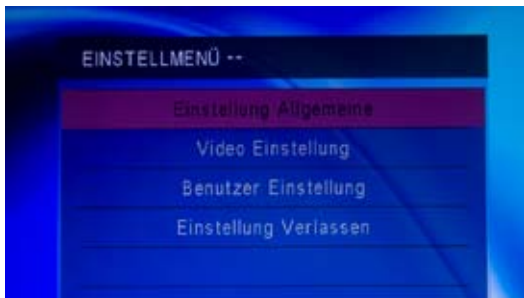 EINSTELLMENÜ --
Einstellung Allgemeine
Video Einstellung
Benutzer Einstellung
Einstellung Verlassen